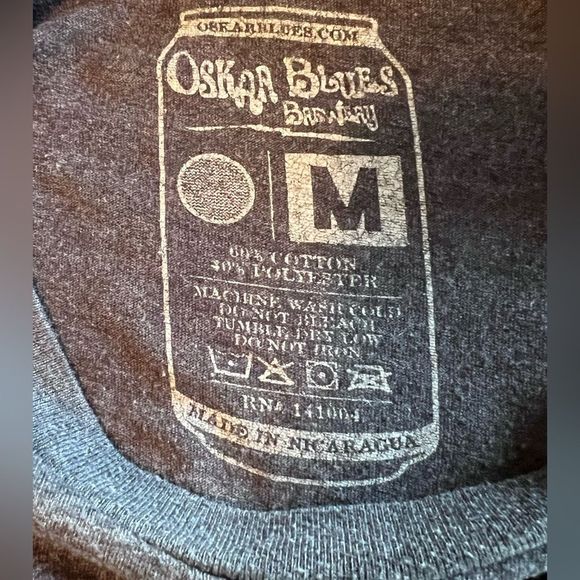 OSKARBLUES.COM
OSKAR BLUES
BREWERY
M
60% COTTON
40% POLYESTER
MACHINE WASH COLD
DO NOT BLEACH
TUMBLE DRY LOW
DO NOT IRON
RN# 141004
MADE IN NICARAGUA